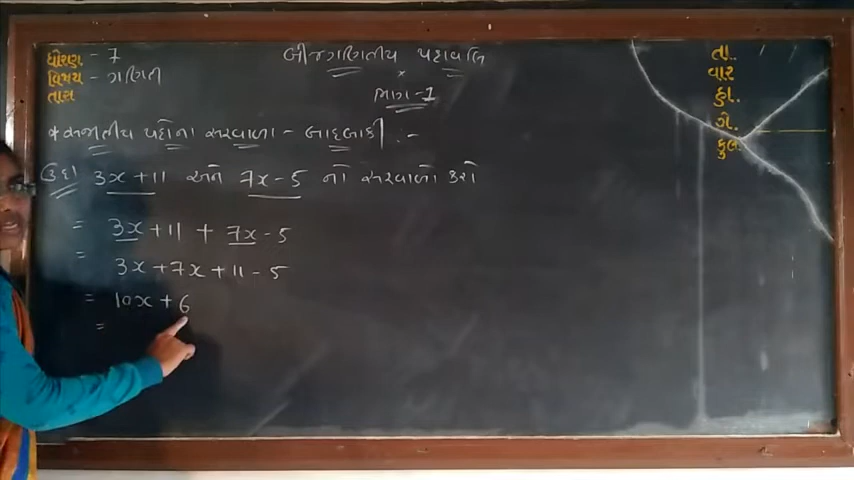 ધોરણ - 7
વિષય - ગણિત
તાસ
બીજગણિતીય પદાવલિ
×
ભાગ-1
* સજાતીય પદોના સરવાળા - બાદબાકી :-
ઉદા 3x + 11 અને 7x - 5 નો સરવાળો કરો
= 3x + 11 + 7x - 5
= 3x + 7x + 11 - 5
= 10x + 6
=
તા..
વાર
હા..
ગે..
કુલ.